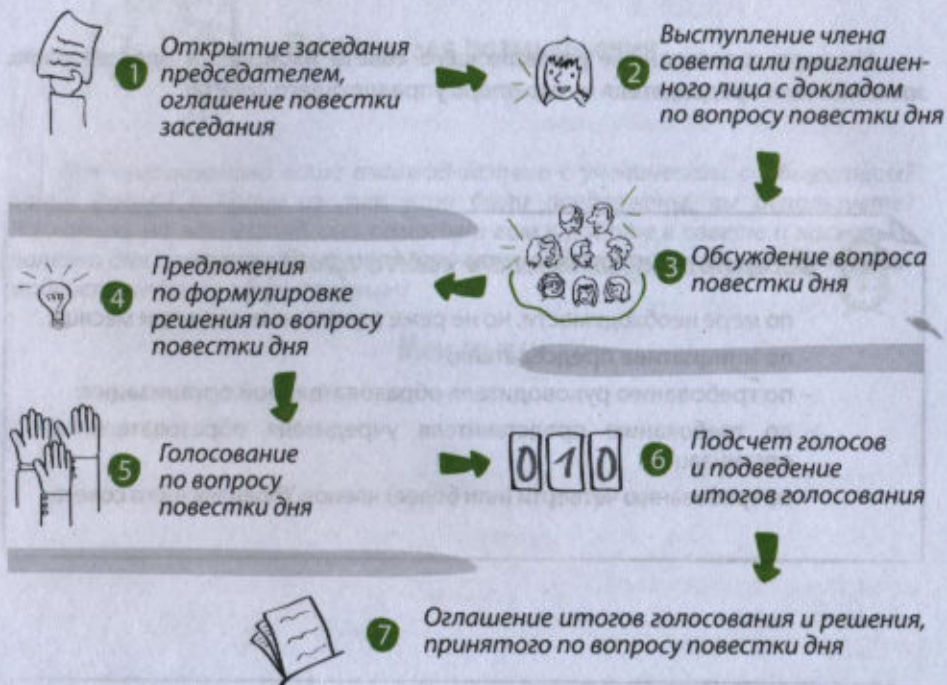 1 Открытие заседания
председателем,
оглашение повестки
заседания
2 Выступление члена
совета или приглашен-
ного лица с докладом
по вопросу повестки дня
3 Обсуждение вопроса
повестки дня
4 Предложения
по формулировке
решения по вопросу
повестки дня
5 Голосование
по вопросу
повестки дня
010
6 Подсчет голосов
и подведение
итогов голосования
7 Оглашение итогов голосования и решения,
принятого по вопросу повестки дня